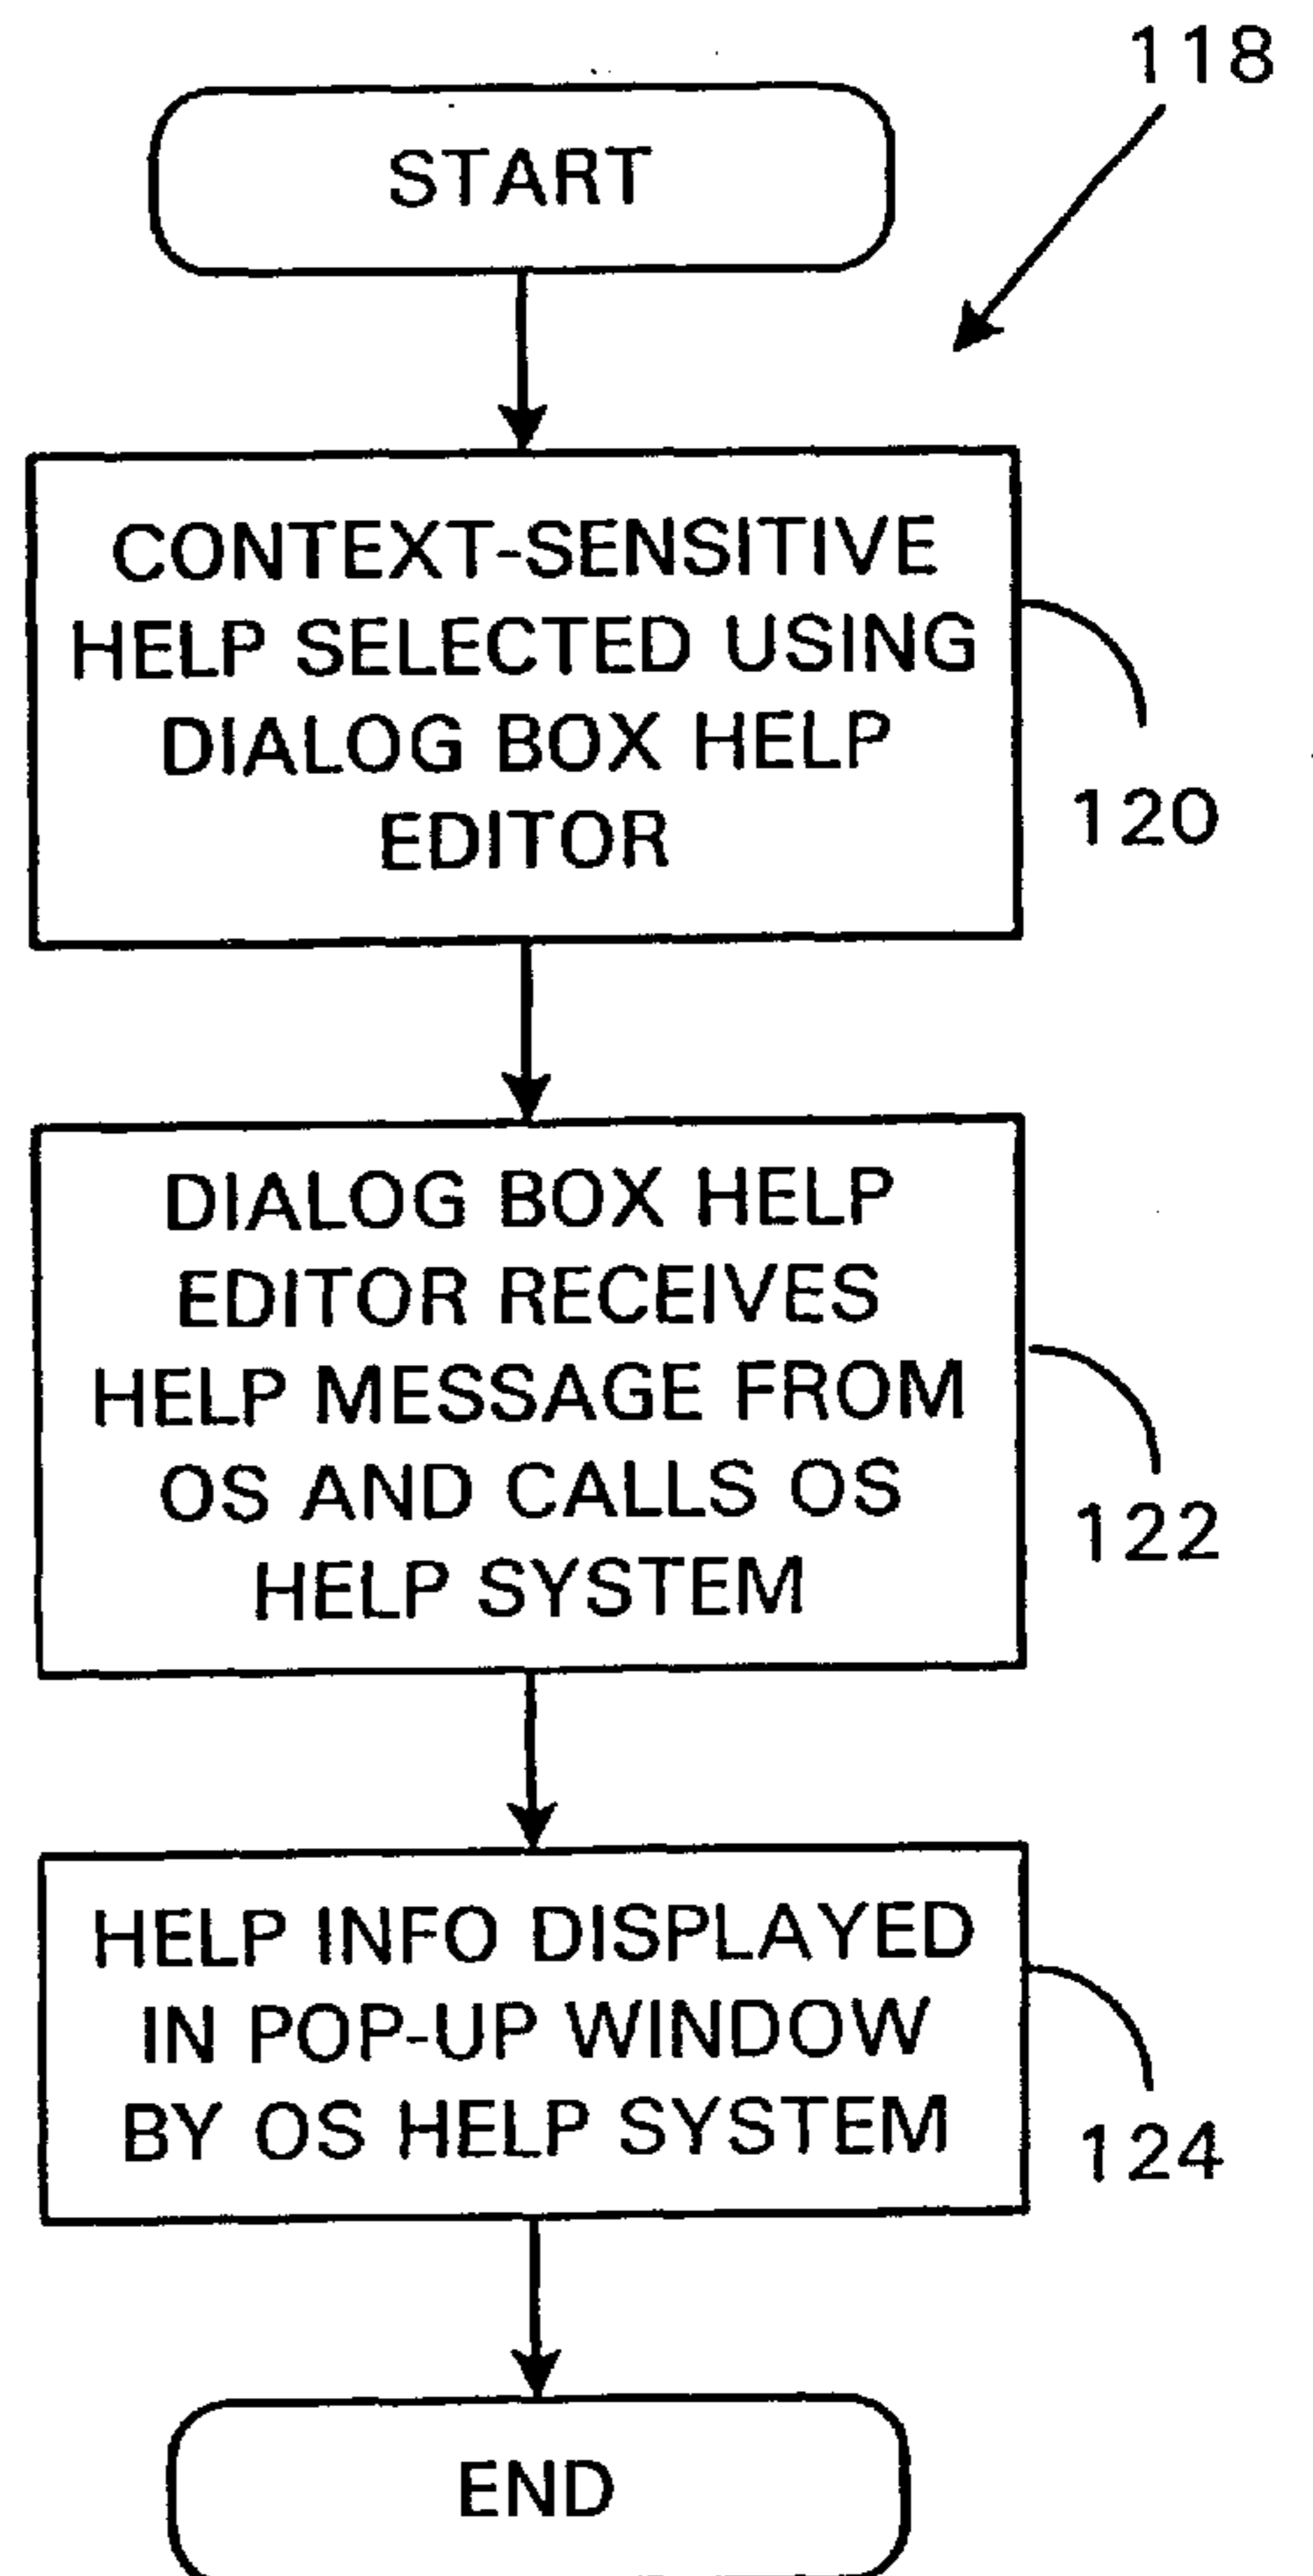 118
START
CONTEXT-SENSITIVE
HELP SELECTED USING
DIALOG BOX HELP
EDITOR
120
DIALOG BOX HELP
EDITOR RECEIVES
HELP MESSAGE FROM
OS AND CALLS OS
HELP SYSTEM
122
HELP INFO DISPLAYED
IN POP-UP WINDOW
BY OS HELP SYSTEM
124
END